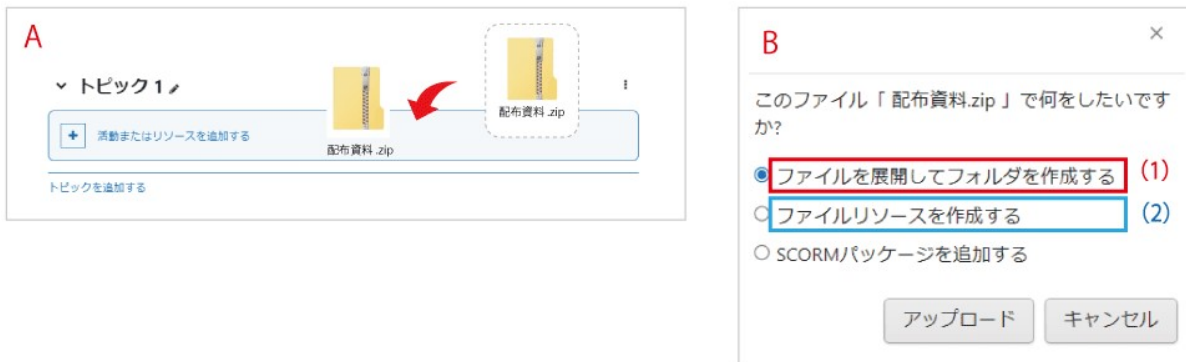 A
トピック 1
配布資料 .zip
活動またはリソースを追加する
配布資料 .zip
トピックを追加する
B
このファイル「 配布資料.zip 」で何をしたいです
か?
ファイルを展開してフォルダを作成する (1)
ファイルリソースを作成する (2)
SCORMパッケージを追加する
アップロード キャンセル